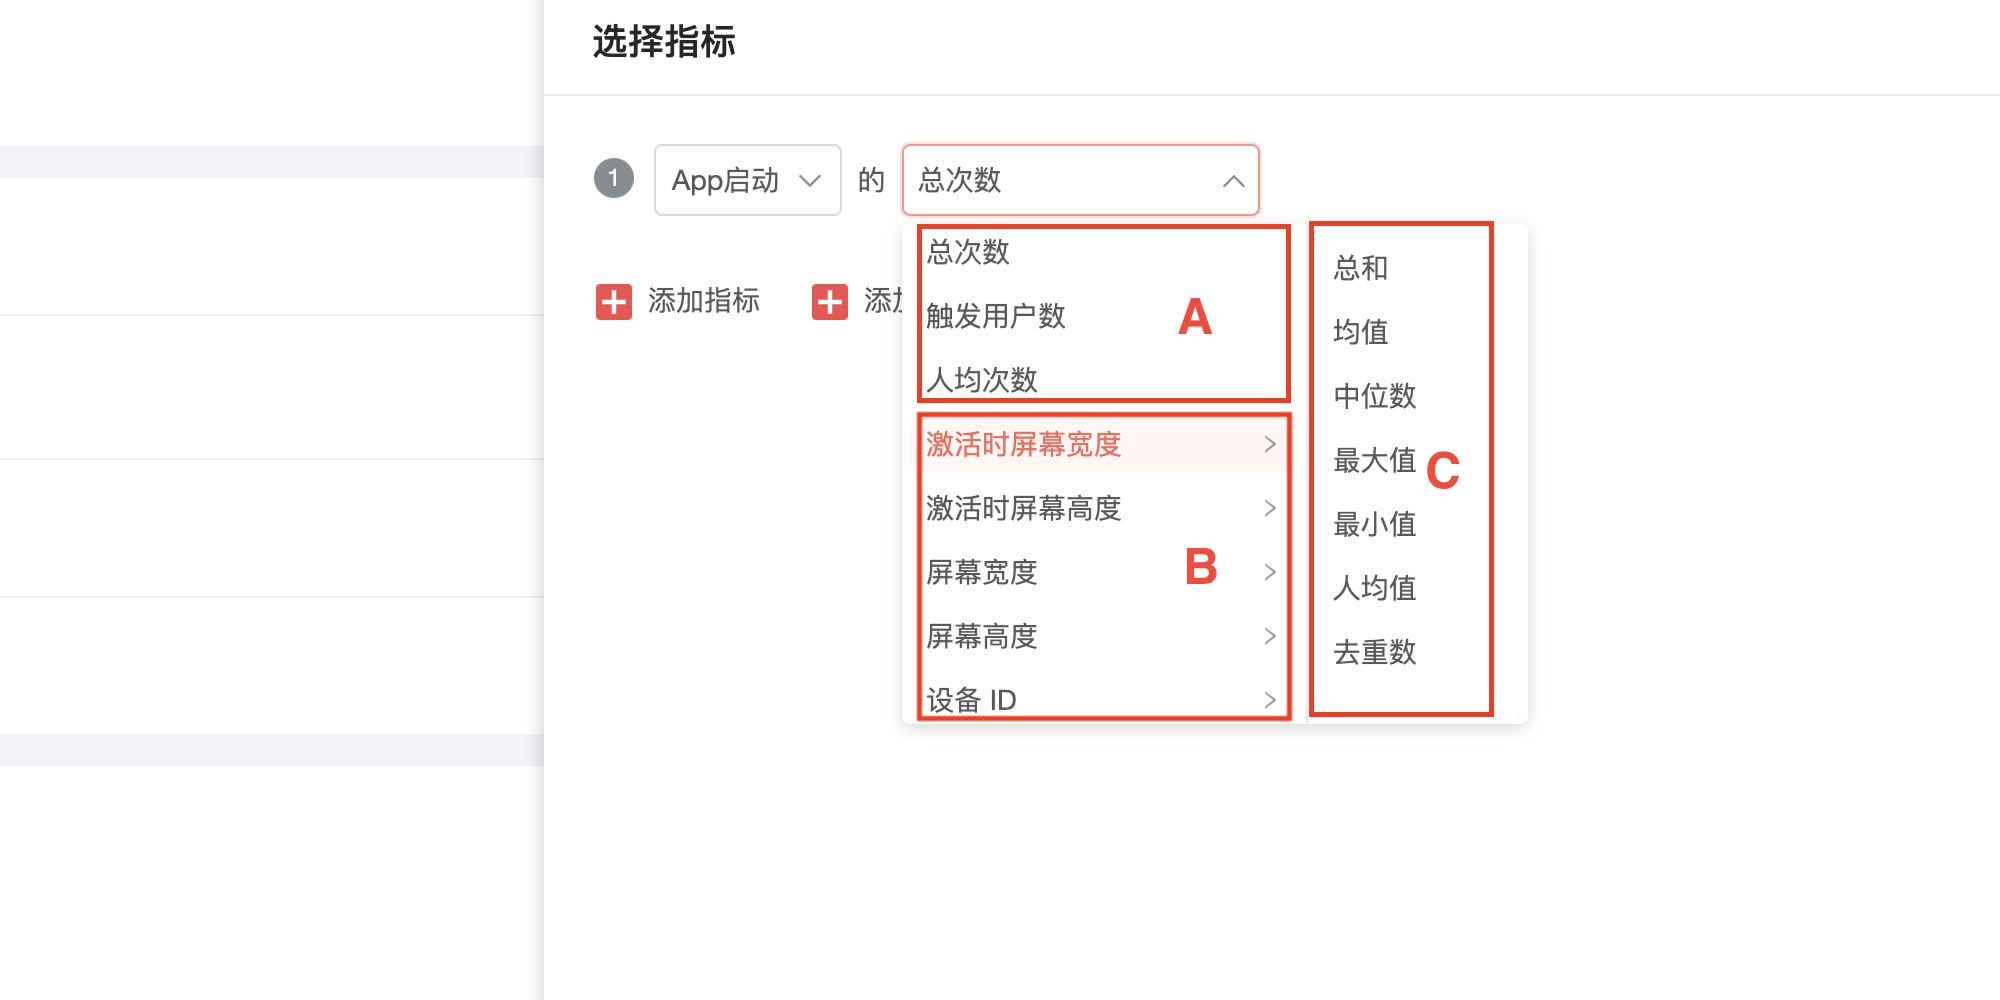 选择指标
1 App启动 的 总次数
添加指标 添加
总次数
触发用户数
人均次数
A
激活时屏幕宽度
激活时屏幕高度
屏幕宽度
屏幕高度
设备 ID
B
总和
均值
中位数
最大值
最小值
人均值
去重数
C